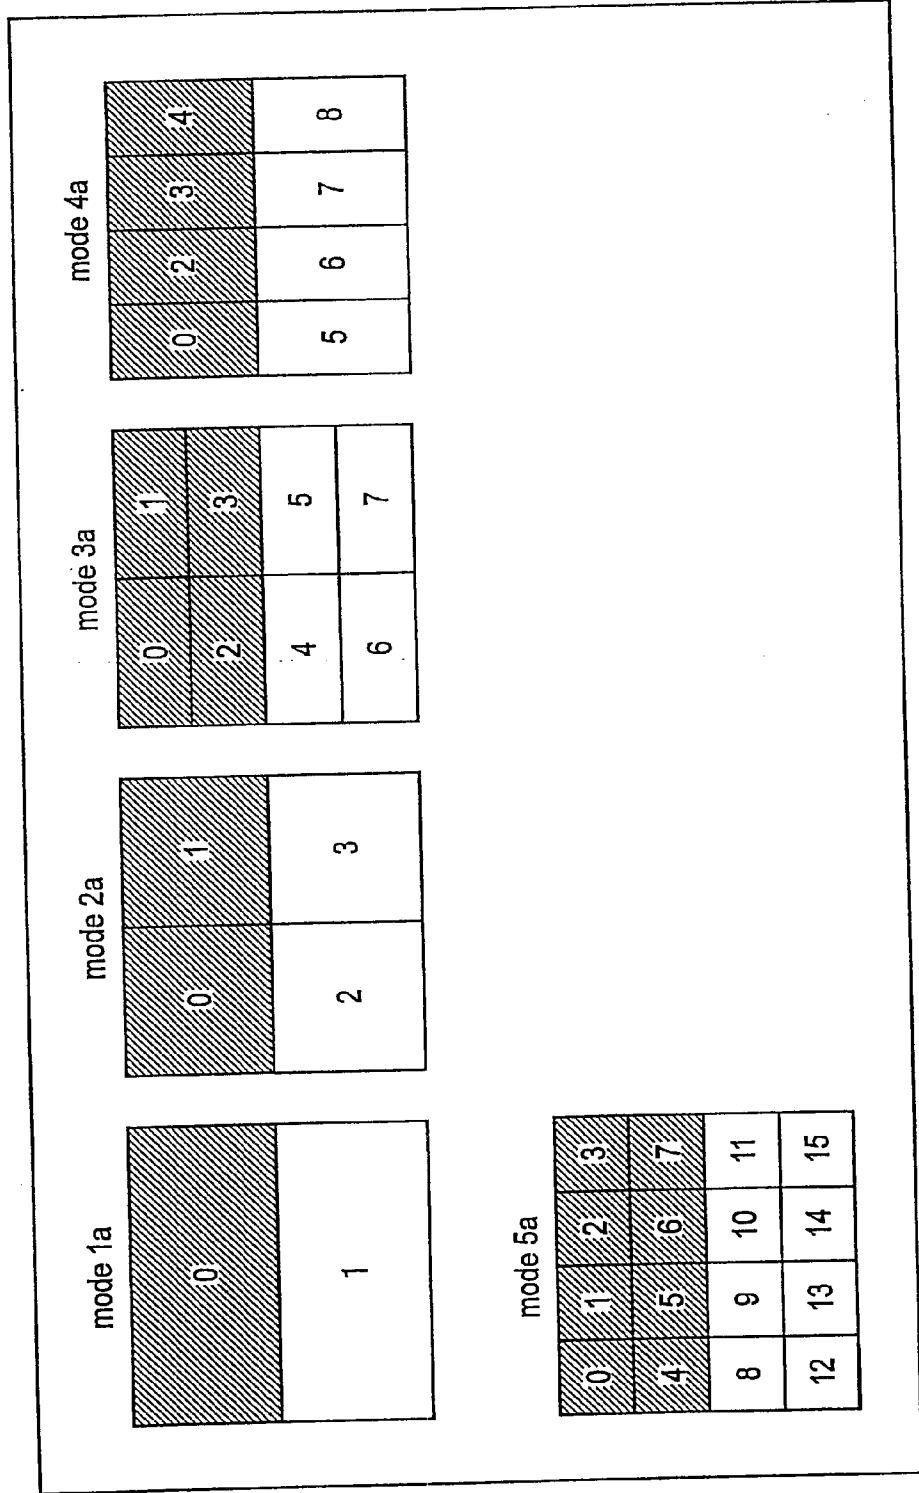 mode 1a
0
1
mode 2a
0 1
2 3
mode 3a
0 1
2 3
4 5
6 7
mode 4a
0 2 3 4
5 6 7 8
mode 5a
0 1 2 3
4 5 6 7
8 9 10 11
12 13 14 15